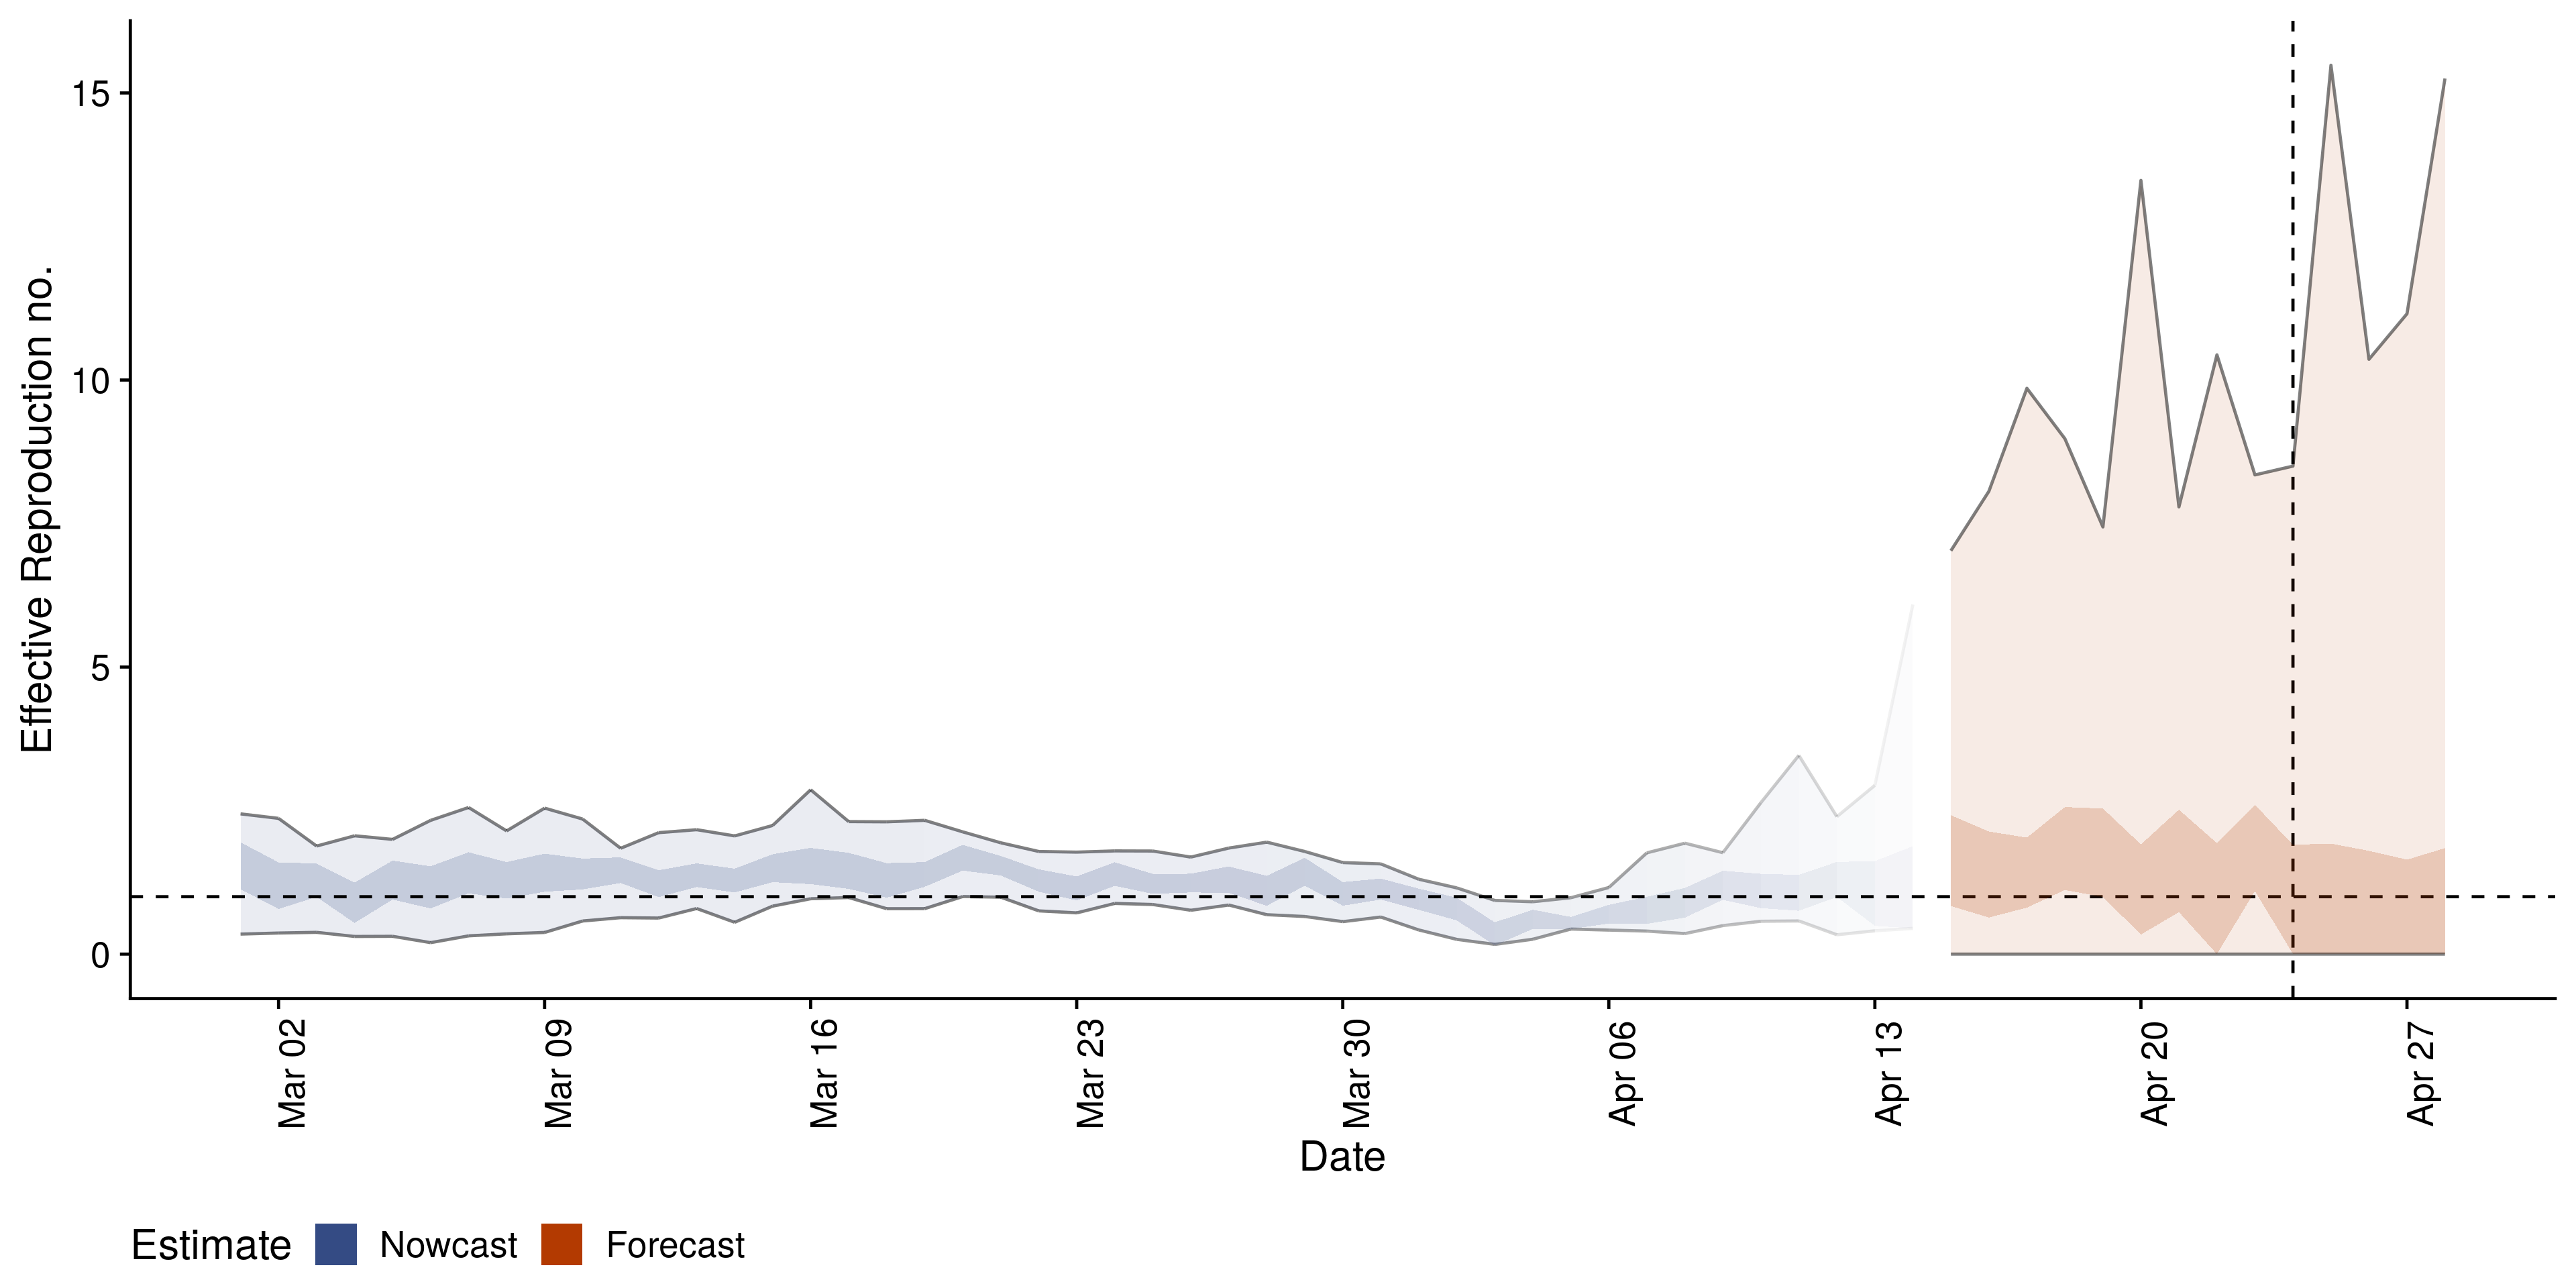 Effective Reproduction no.
15
10
5
0
Mar 02
Mar 09
Mar 16
Mar 23
Mar 30
Apr 06
Apr 13
Apr 20
Apr 27
Date
Estimate Nowcast Forecast